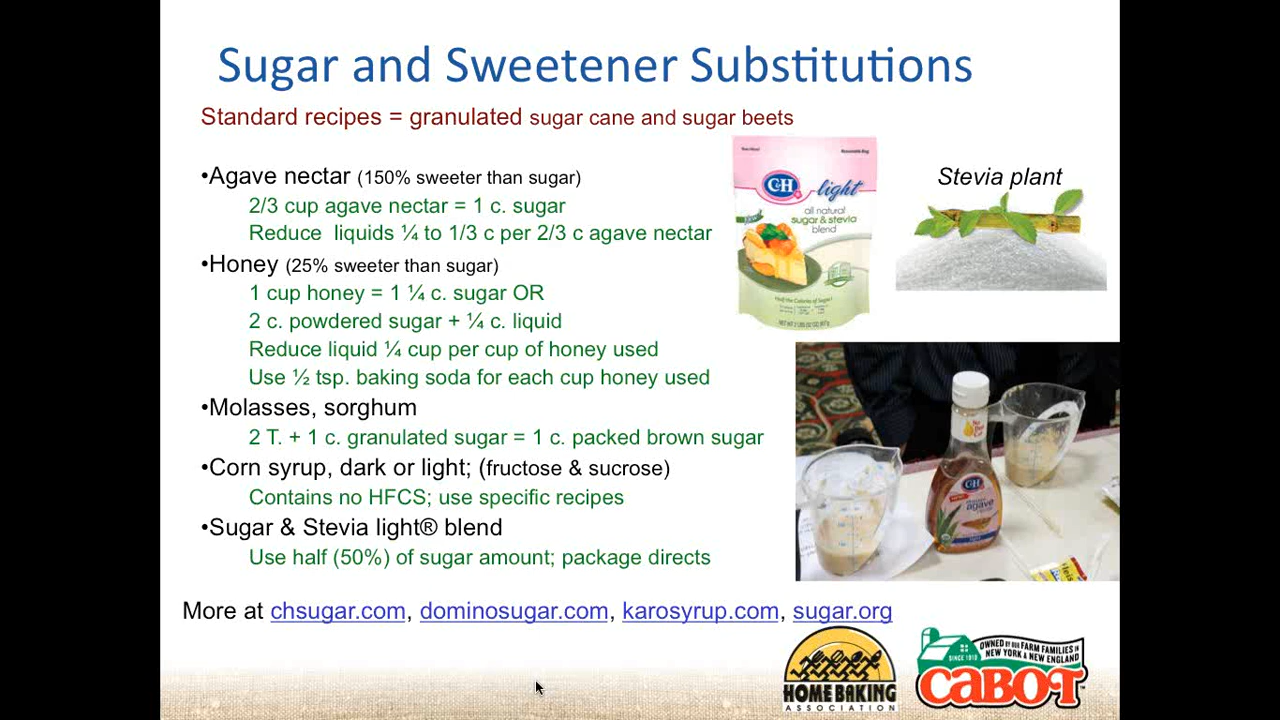 Sugar and Sweetener Substitutions
Standard recipes = granulated sugar cane and sugar beets
•Agave nectar (150% sweeter than sugar)
2/3 cup agave nectar = 1 c. sugar
Reduce liquids ¼ to 1/3 c per 2/3 c agave nectar
•Honey (25% sweeter than sugar)
1 cup honey = 1 ¼ c. sugar OR
2 c. powdered sugar + ¼ c. liquid
Reduce liquid ¼ cup per cup of honey used
Use ½ tsp. baking soda for each cup honey used
•Molasses, sorghum
2 T. + 1 c. granulated sugar = 1 c. packed brown sugar
•Corn syrup, dark or light; (fructose & sucrose)
Contains no HFCS; use specific recipes
•Sugar & Stevia light® blend
Use half (50%) of sugar amount; package directs
More at chsugar.com, dominosugar.com, karosyrup.com, sugar.org
C&H light
all natural
sugar & stevia
blend
Stevia plant
C&H
agave
HOME BAKING
ASSOCIATION
OWNED BY OUR FARM FAMILIES IN
NEW YORK & NEW ENGLAND
SINCE 1919
CABOT